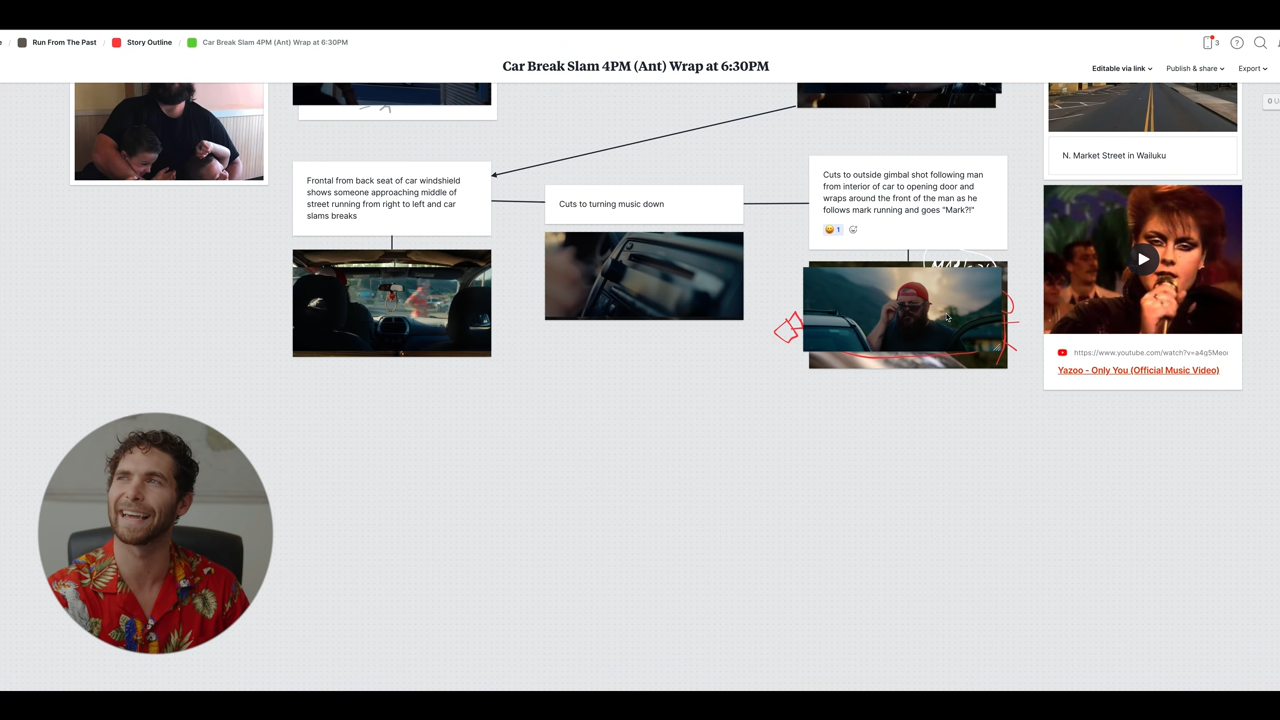 Run From The Past / Story Outline / Car Break Slam 4PM (Ant) Wrap at 6:30PM
3
Car Break Slam 4PM (Ant) Wrap at 6:30PM
Editable via link
Publish & share
Export
0 U
N. Market Street in Wailuku
Frontal from back seat of car windshield
shows someone approaching middle of
street running from right to left and car
slams breaks
Cuts to turning music down
Cuts to outside gimbal shot following man
from interior of car to opening door and
wraps around the front of the man as he
follows mark running and goes "Mark?!"
1
https://www.youtube.com/watch?v=a4g5Meo
Yazoo - Only You (Official Music Video)